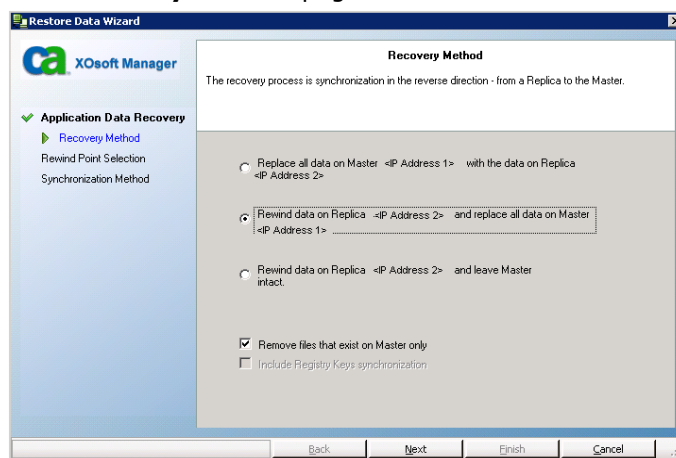 Restore Data Wizard
ca XOsoft Manager
Application Data Recovery
Recovery Method
Rewind Point Selection
Synchronization Method
Recovery Method
The recovery process is synchronization in the reverse direction - from a Replica to the Master.
Replace all data on Master <IP Address 1> with the data on Replica
<IP Address 2>
Rewind data on Replica <IP Address 2> and replace all data on Master
<IP Address 1>
Rewind data on Replica <IP Address 2> and leave Master
intact.
Remove files that exist on Master only
Include Registry Keys synchronization
Back Next Finish Cancel